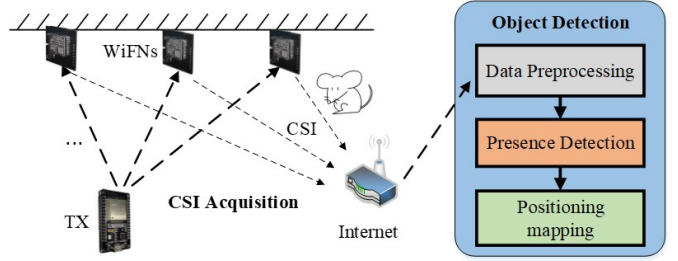 WiFNs
CSI
...
TX
CSI Acquisition
Internet
Object Detection
Data Preprocessing
Presence Detection
Positioning
mapping